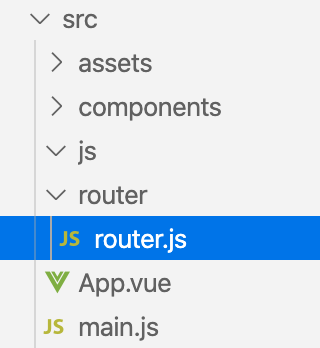 src
assets
components
js
router
JS router.js
App.vue
JS main.js